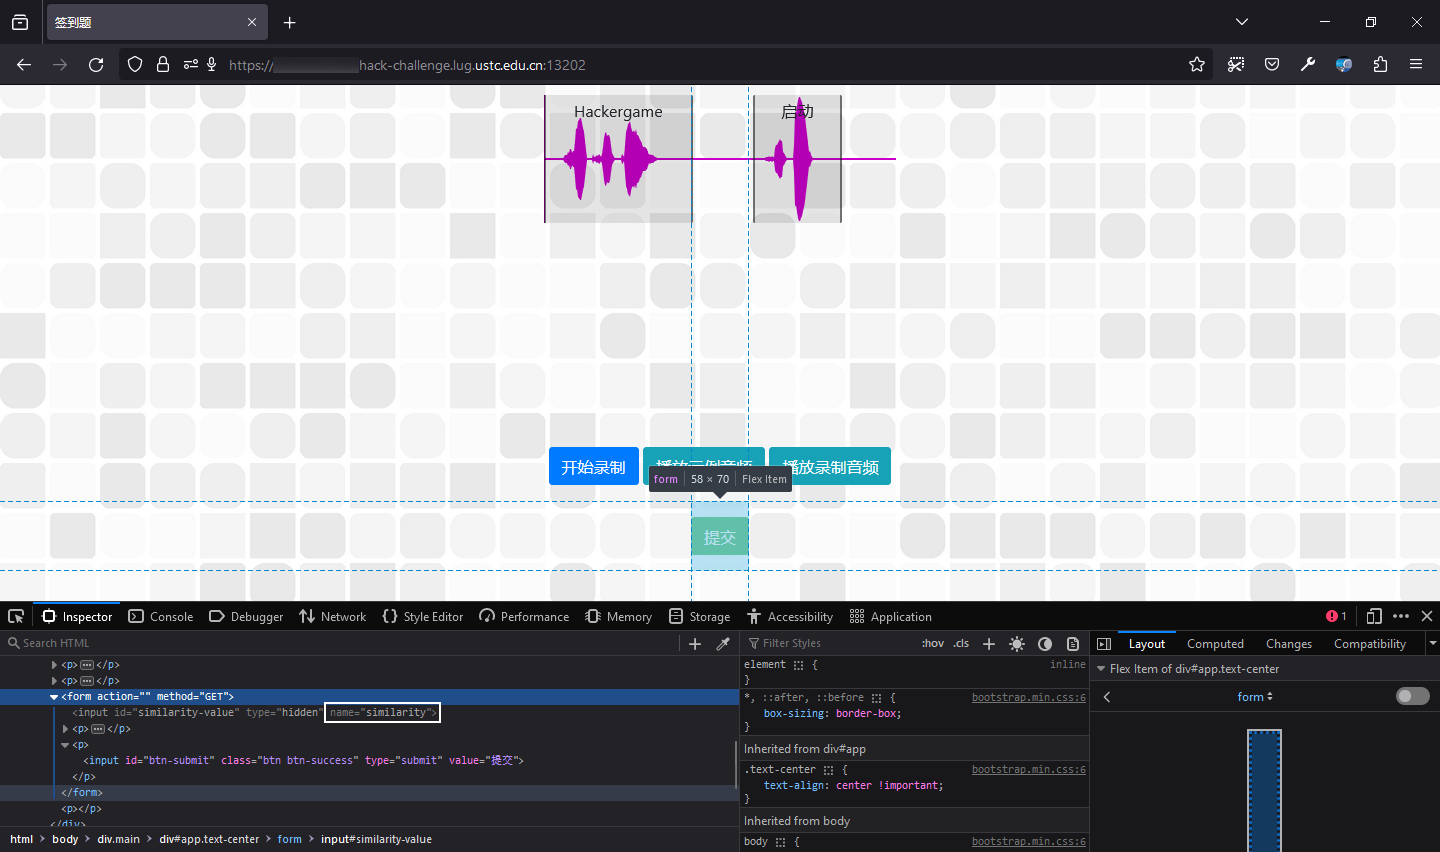 签到题
https://
hack-challenge.lug.ustc.edu.cn:13202
Hackergame
启动
开始录制
播放示例音频
播放录制音频
form
58 × 70
Flex Item
提交
Inspector
Console
Debugger
Network
Style Editor
Performance
Memory
Storage
Accessibility
Application
1
Search HTML
<p></p>
<p></p>
<form action="" method="GET">
<input id="similarity-value" type="hidden" name="similarity">
<p></p>
<p>
<input id="btn-submit" class="btn btn-success" type="submit" value="提交">
</p>
</form>
<p></p>
</div>
html > body > div.main > div#app.text-center > form > input#similarity-value
Filter Styles
:hov .cls
element { inline
}
*, ::after, ::before { bootstrap.min.css:6
box-sizing: border-box;
}
Inherited from div#app
.text-center { bootstrap.min.css:6
text-align: center !important;
}
Inherited from body
body { bootstrap.min.css:6
Layout
Computed
Changes
Compatibility
Flex Item of div#app.text-center
form